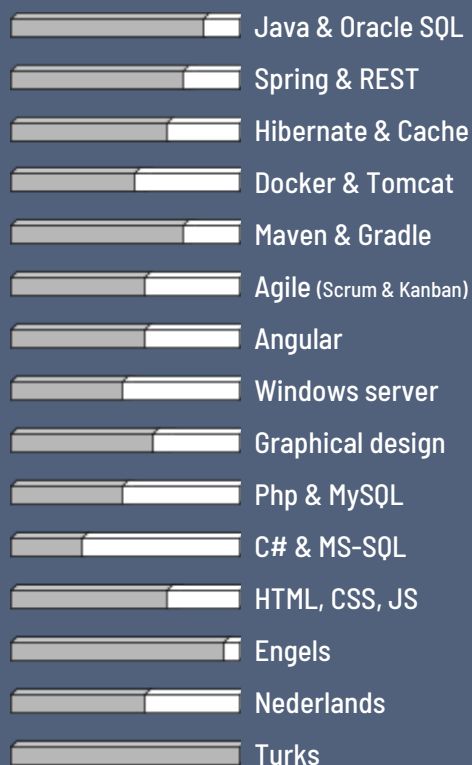 Java & Oracle SQL
Spring & REST
Hibernate & Cache
Docker & Tomcat
Maven & Gradle
Agile (Scrum & Kanban)
Angular
Windows server
Graphical design
Php & MySQL
C# & MS-SQL
HTML, CSS, JS
Engels
Nederlands
Turks